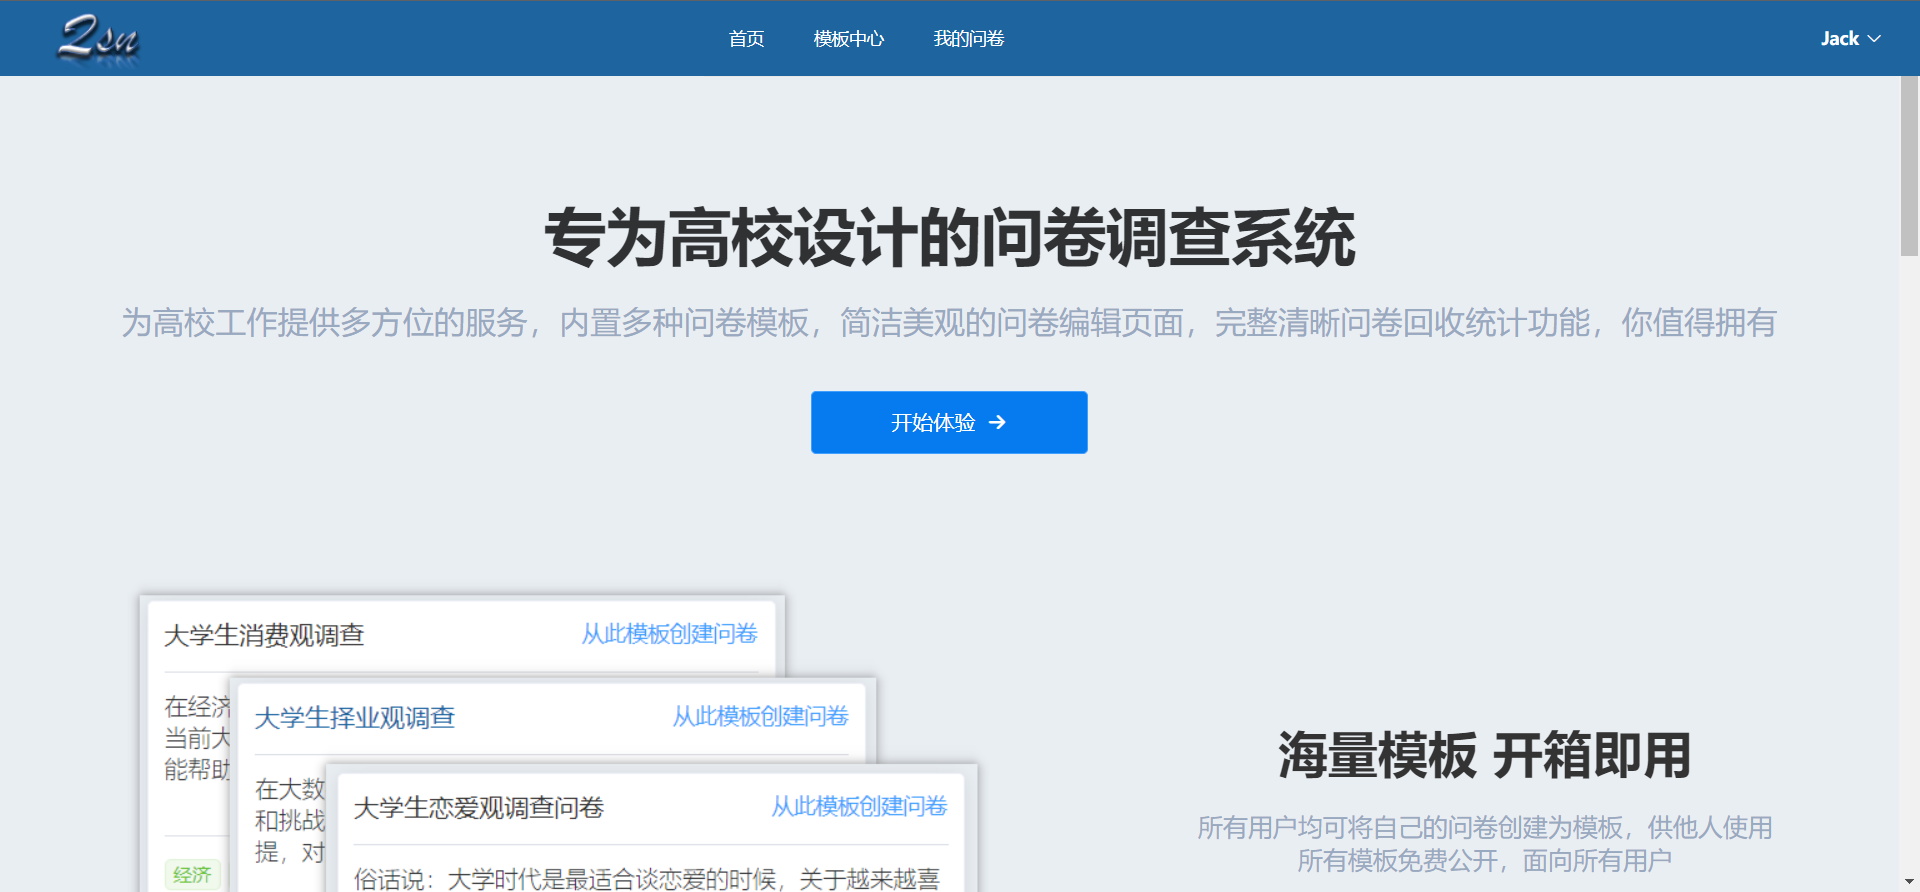 Qsn
首页
模板中心
我的问卷
Jack
专为高校设计的问卷调查系统
为高校工作提供多方位的服务，内置多种问卷模板，简洁美观的问卷编辑页面，完整清晰问卷回收统计功能，你值得拥有
开始体验
大学生消费观调查
从此模板创建问卷
在经济
当前大
能帮助
经济
大学生择业观调查
从此模板创建问卷
在大数
和挑战
提，对
大学生恋爱观调查问卷
从此模板创建问卷
俗话说：大学时代是最适合谈恋爱的时候，关于越来越喜
海量模板 开箱即用
所有用户均可将自己的问卷创建为模板，供他人使用
所有模板免费公开，面向所有用户